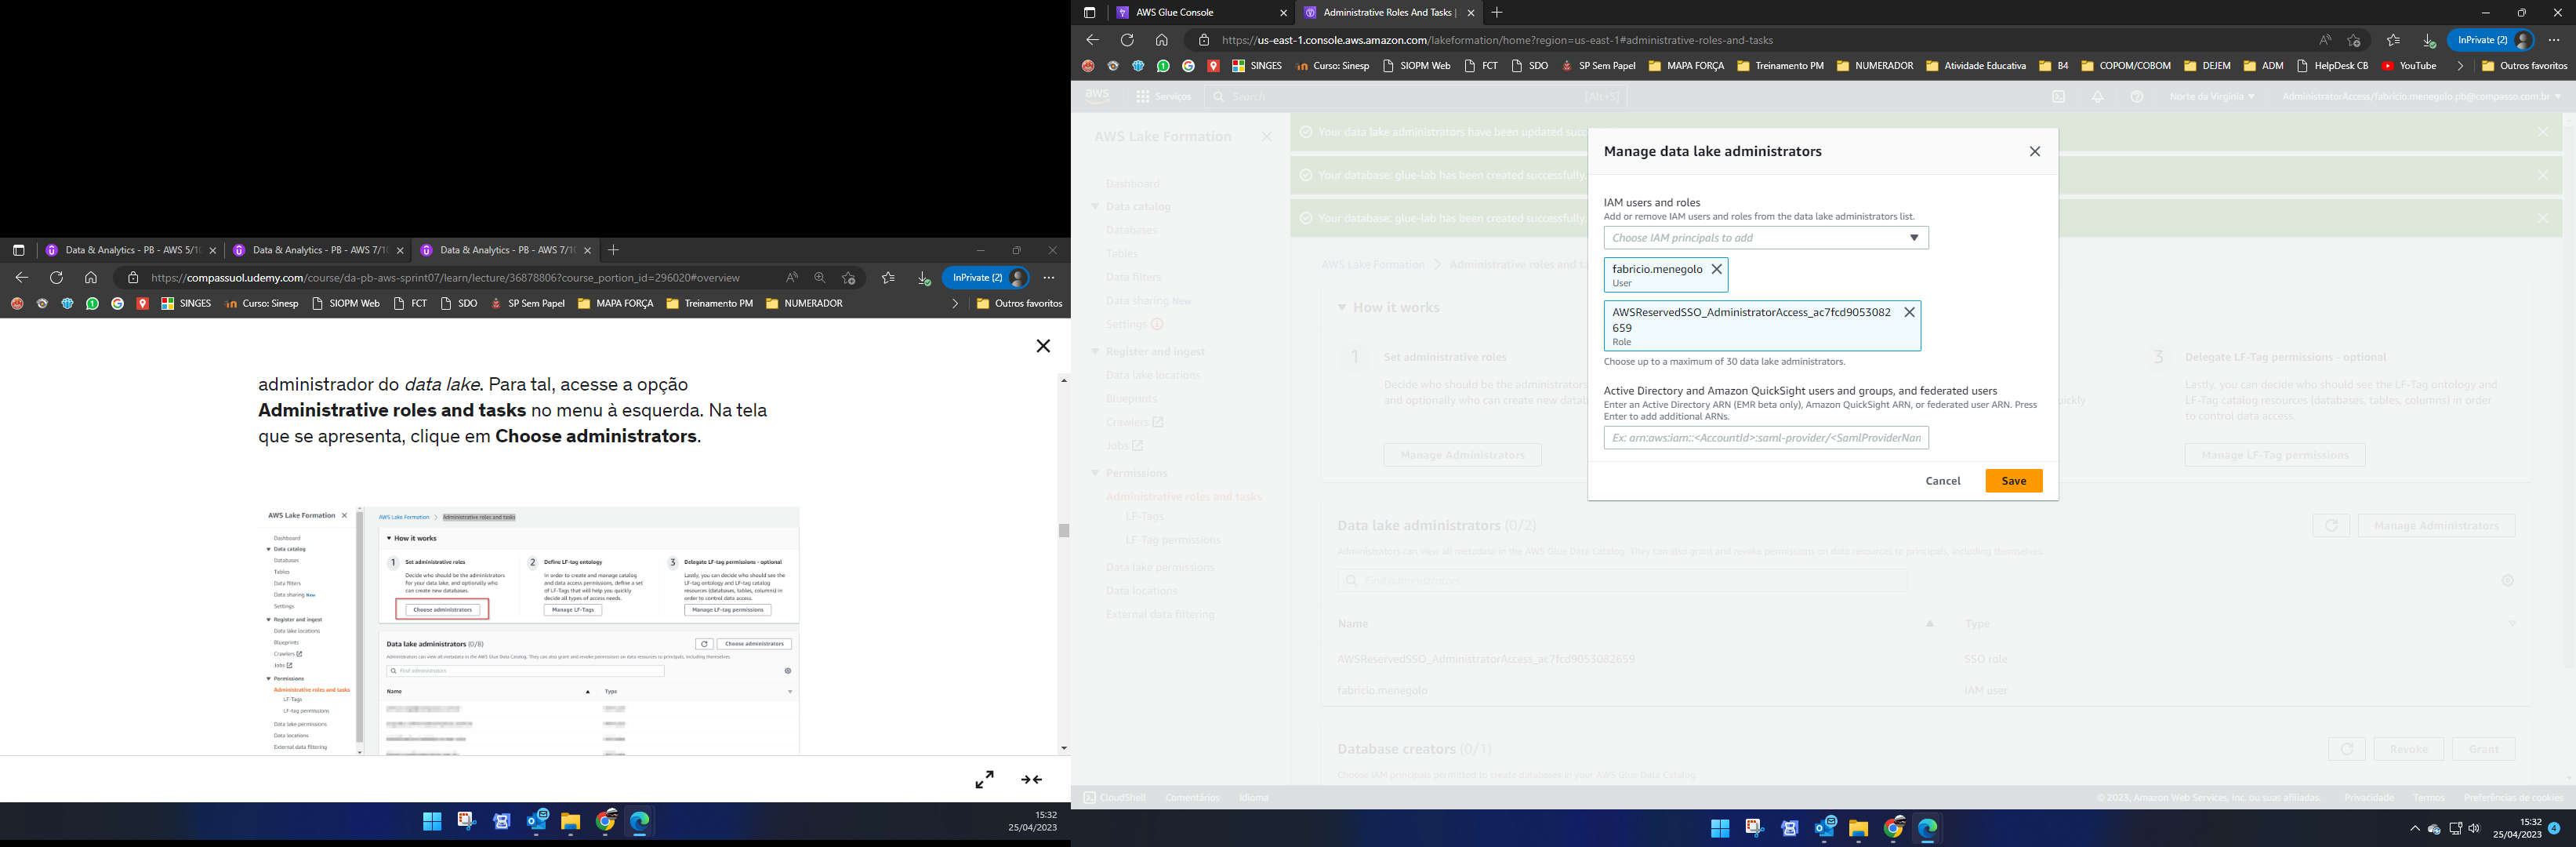 Data & Analytics - PB - AWS 5/1
Data & Analytics - PB - AWS 7/1
Data & Analytics - PB - AWS 7/1
https://compassuol.udemy.com/course/da-pb-aws-sprint07/learn/lecture/36878806?course_portion_id=296020#overview
InPrivate (2)
SINGES
Curso: Sinesp
SIOPM Web
FCT
SDO
SP Sem Papel
MAPA FORÇA
Treinamento PM
NUMERADOR
Outros favoritos
administrador do data lake. Para tal, acesse a opção
Administrative roles and tasks no menu à esquerda. Na tela
que se apresenta, clique em Choose administrators.
AWS Lake Formation
Dashboard
Data catalog
Databases
Tables
Data filters
Data sharing New
Settings
Register and ingest
Data lake locations
Blueprints
Crawlers
Jobs
Permissions
Administrative roles and tasks
LF-Tags
LF-tag permissions
Data lake permissions
Data locations
External data filtering
AWS Lake Formation > Administrative roles and tasks
How it works
1 Set administrative roles
Decide who should be the administrators
for your data lake, and optionally who
can create new databases.
Choose administrators
2 Define LF-tag ontology
In order to create and manage catalog
and data access permissions, define a set
of LF-Tags that will help you quickly
decide all types of access needs.
Manage LF-Tags
3 Delegate LF-tag permissions - optional
Lastly, you can decide who should see the
LF-tag ontology and LF-tag catalog
resources (databases, tables, columns) in
order to control data access.
Manage LF-tag permissions
Data lake administrators (0/8)
Choose administrators
Administrators can view all metadata in the AWS Glue Data Catalog. They can also grant and revoke permissions on data resources to principals, including themselves.
Find administrators
Name
Type
15:32
25/04/2023
AWS Glue Console
Administrative Roles And Tasks |
https://us-east-1.console.aws.amazon.com/lakeformation/home?region=us-east-1#administrative-roles-and-tasks
InPrivate (2)
SINGES
Curso: Sinesp
SIOPM Web
FCT
SDO
SP Sem Papel
MAPA FORÇA
Treinamento PM
NUMERADOR
Atividade Educativa
B4
COPOM/COBOM
DEJEM
ADM
HelpDesk CB
YouTube
Outros favoritos
aws
Serviços
Search
[Alt+S]
Norte da Virgínia
AdministratorAccess/fabricio.menegolo.pb@compasso.com.br
AWS Lake Formation
Dashboard
Data catalog
Databases
Tables
Data filters
Data sharing New
Settings
Register and ingest
Data lake locations
Blueprints
Crawlers
Jobs
Permissions
Administrative roles and tasks
LF-Tags
LF-Tag permissions
Data lake permissions
Data locations
External data filtering
Your data lake administrators have been updated succ
Your database: glue-lab has been created successfully.
Your database: glue-lab has been created successfully.
AWS Lake Formation > Administrative roles and ta
How it works
1 Set administrative roles
Decide who should be the administrators
and optionally who can create new datab
Manage Administrators
uickly
3 Delegate LF-Tag permissions - optional
Lastly, you can decide who should see the LF-Tag ontology and
LF-Tag catalog resources (databases, tables, columns) in order
to control data access.
Manage LF-Tag permissions
Manage data lake administrators
IAM users and roles
Add or remove IAM users and roles from the data lake administrators list.
Choose IAM principals to add
fabricio.menegolo
User
AWSReservedSSO_AdministratorAccess_ac7fcd9053082
659
Role
Choose up to a maximum of 30 data lake administrators.
Active Directory and Amazon QuickSight users and groups, and federated users
Enter an Active Directory ARN (EMR beta only), Amazon QuickSight ARN, or federated user ARN. Press
Enter to add additional ARNs.
Ex: arn:aws:iam::<AccountId>:saml-provider/<SamlProviderNan
Cancel
Save
Data lake administrators (0/2)
Manage Administrators
Administrators can view all metadata in the AWS Glue Data Catalog. They can also grant and revoke permissions on data resources to principals, including themselves.
Find administrators
Name
Type
AWSReservedSSO_AdministratorAccess_ac7fcd9053082659
SSO role
fabricio.menegolo
IAM user
Database creators (0/1)
Revoke
Grant
Choose IAM principals permitted to create databases in your AWS Glue Data Catalog.
CloudShell
Comentários
Idioma
© 2023, Amazon Web Services, Inc. ou suas afiliadas.
Privacidade
Termos
Preferências de cookies
15:32
25/04/2023
4